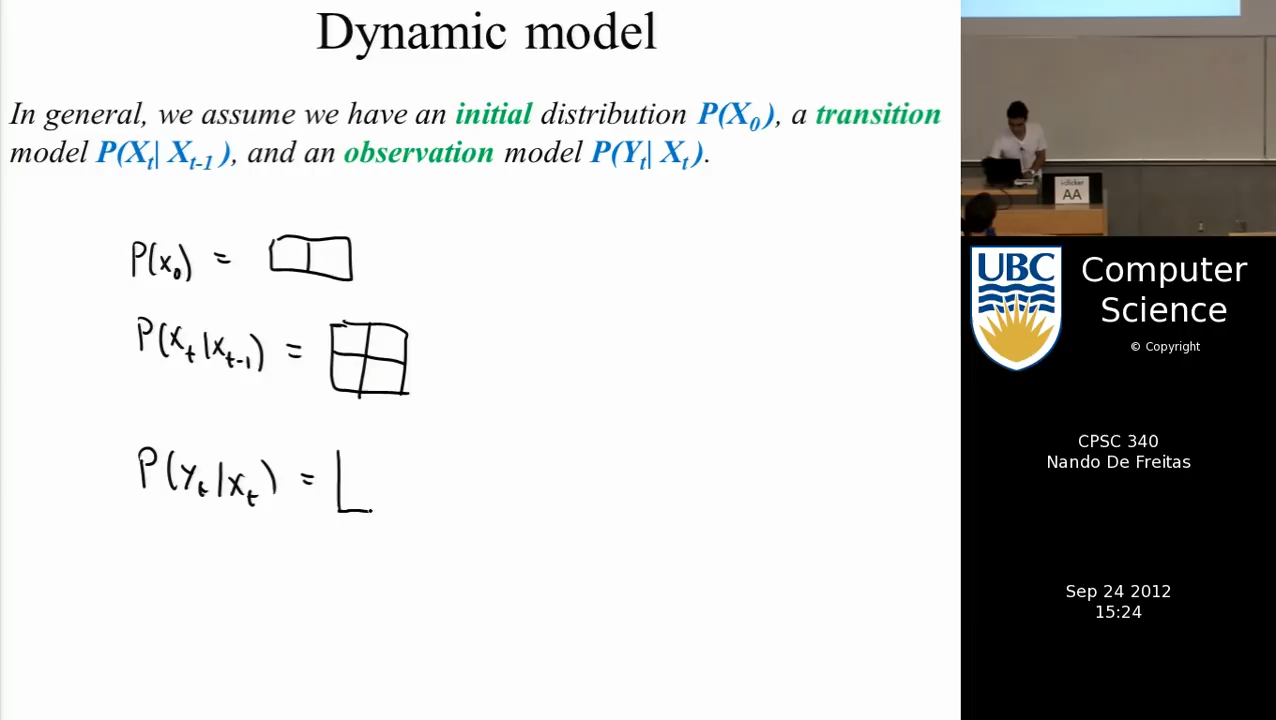 Dynamic model
In general, we assume we have an initial distribution P(X0 ), a transition
model P(Xt| Xt-1 ), and an observation model P(Yt| Xt ).
P(x0) =
P(xt|xt-1) =
P(yt|xt) =
i>clicker
AA
UBC
Computer
Science
© Copyright
CPSC 340
Nando De Freitas
Sep 24 2012
15:24